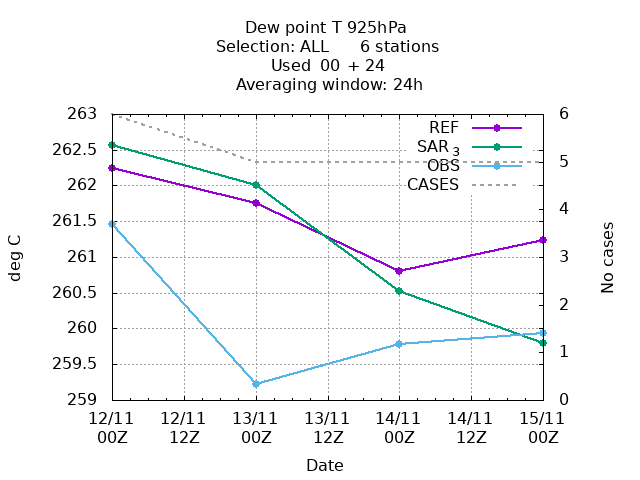 Dew point T 925hPa
Selection: ALL 6 stations
Used 00 + 24
Averaging window: 24h
263
262.5
262
261.5
261
260.5
260
259.5
259
6
5
4
3
2
1
0
deg C
No cases
REF
SAR 3
OBS
CASES
12/11 12/11 13/11 13/11 14/11 14/11 15/11
00Z 12Z 00Z 12Z 00Z 12Z 00Z
Date